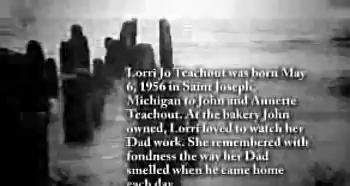 Lorri Jo Teachout was born May
6, 1956 in Saint Joseph,
Michigan to John and Annette
Teachout. At the bakery John
owned, Lorri loved to watch her
Dad work. She remembered with
fondness the way her Dad
smelled when he came home
each day